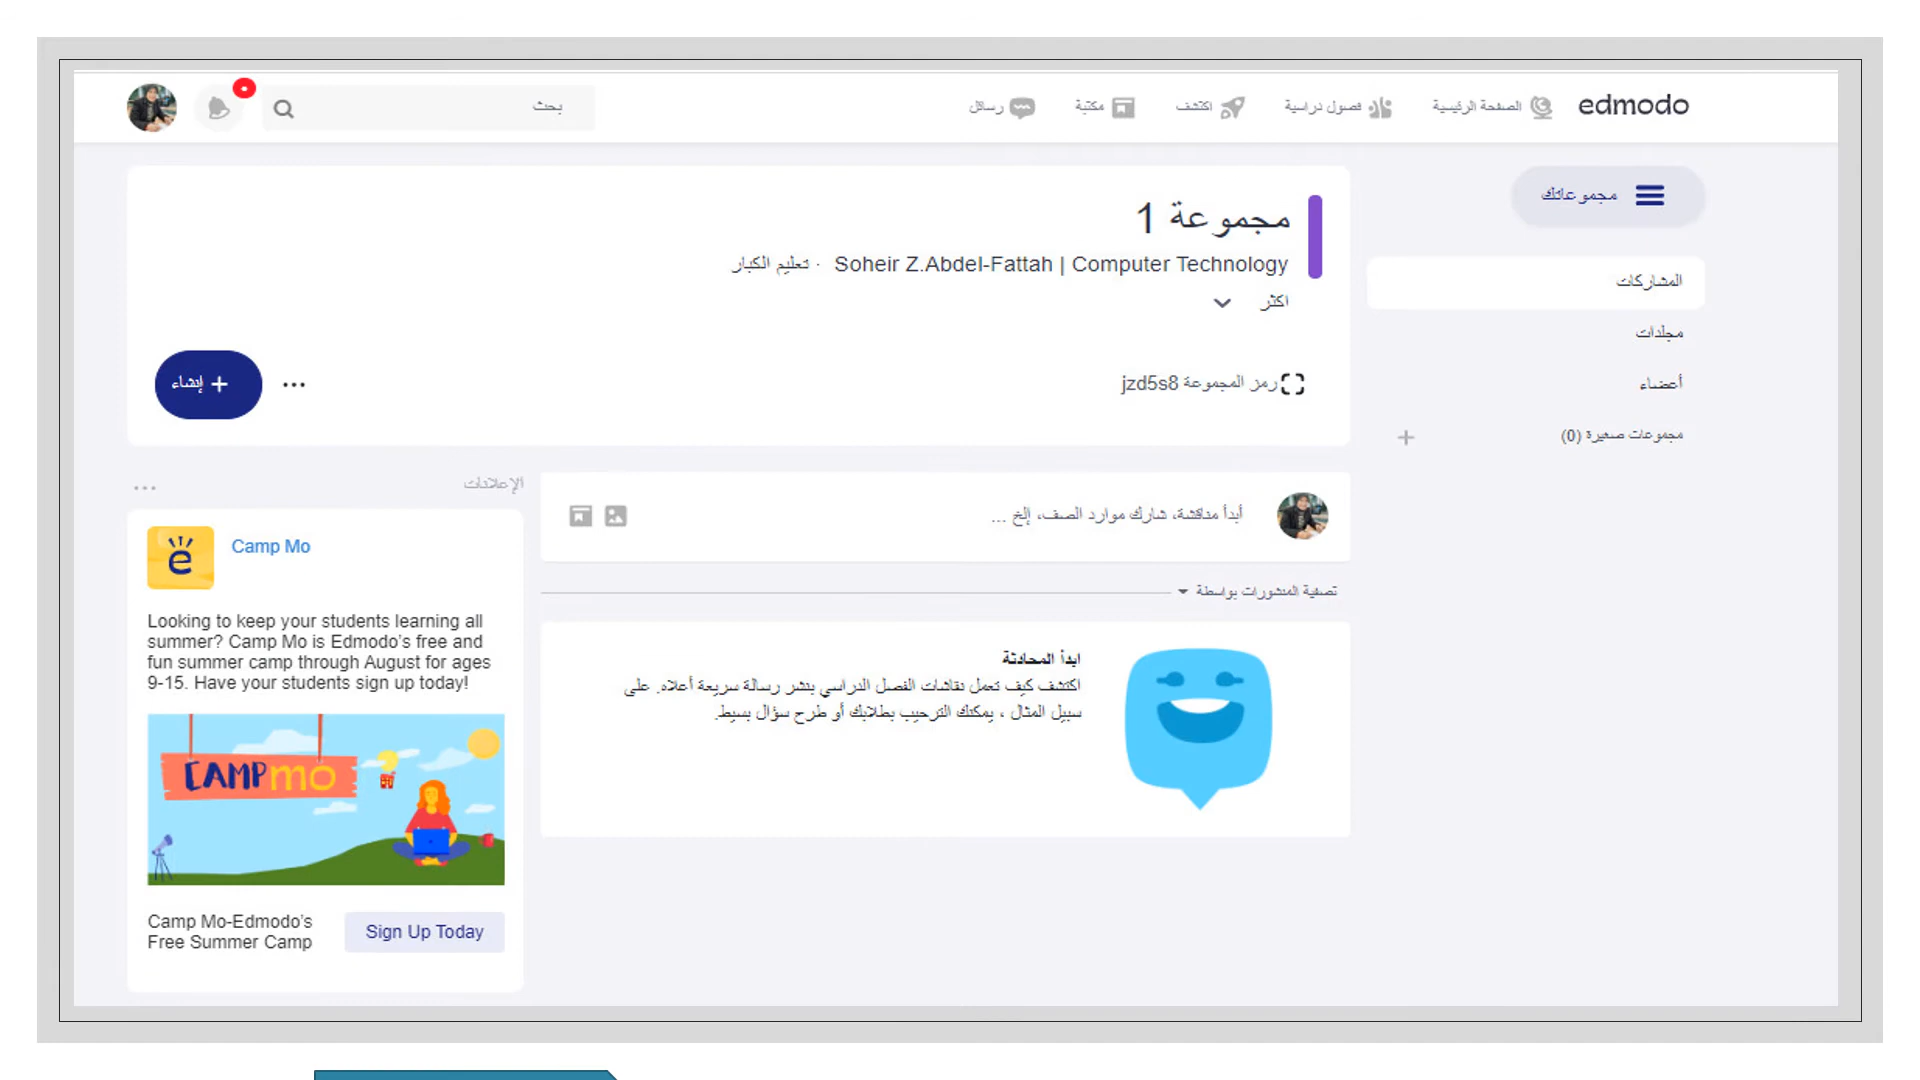 edmodo
الصفحة الرئيسية
فصول دراسية
اكتشف
مكتبة
رسائل
بحث
مجموعاتك
المشاركات
مجلدات
أعضاء
مجموعات صغيرة (0)
مجموعة 1
Soheir Z.Abdel-Fattah | Computer Technology · تعليم الكبار
اكثر
رمز المجموعة jzd5s8
إنشاء
أبدأ مناقشة، شارك موارد الصف، إلخ ...
تصفية المنشورات بواسطة
ابدأ المحادثة
اكتشف كيف تعمل نقاشات الفصل الدراسي بنشر رسالة سريعة أعلاه. على
سبيل المثال ، يمكنك الترحيب بطلابك أو طرح سؤال بسيط.
الإعلانات
Camp Mo
Looking to keep your students learning all
summer? Camp Mo is Edmodo’s free and
fun summer camp through August for ages
9-15. Have your students sign up today!
CAMP mo
Camp Mo-Edmodo’s
Free Summer Camp
Sign Up Today